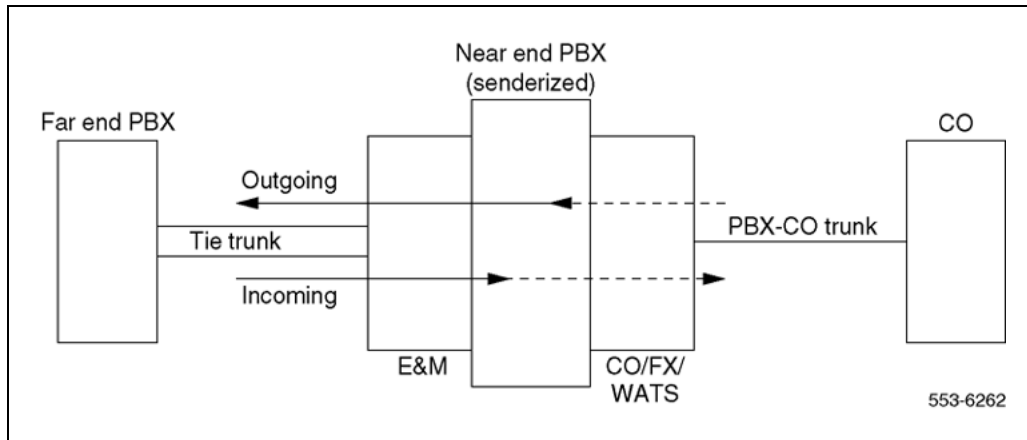 Near end PBX
(senderized)
Far end PBX
CO
Outgoing
Tie trunk
PBX-CO trunk
Incoming
E&M
CO/FX/
WATS
553-6262